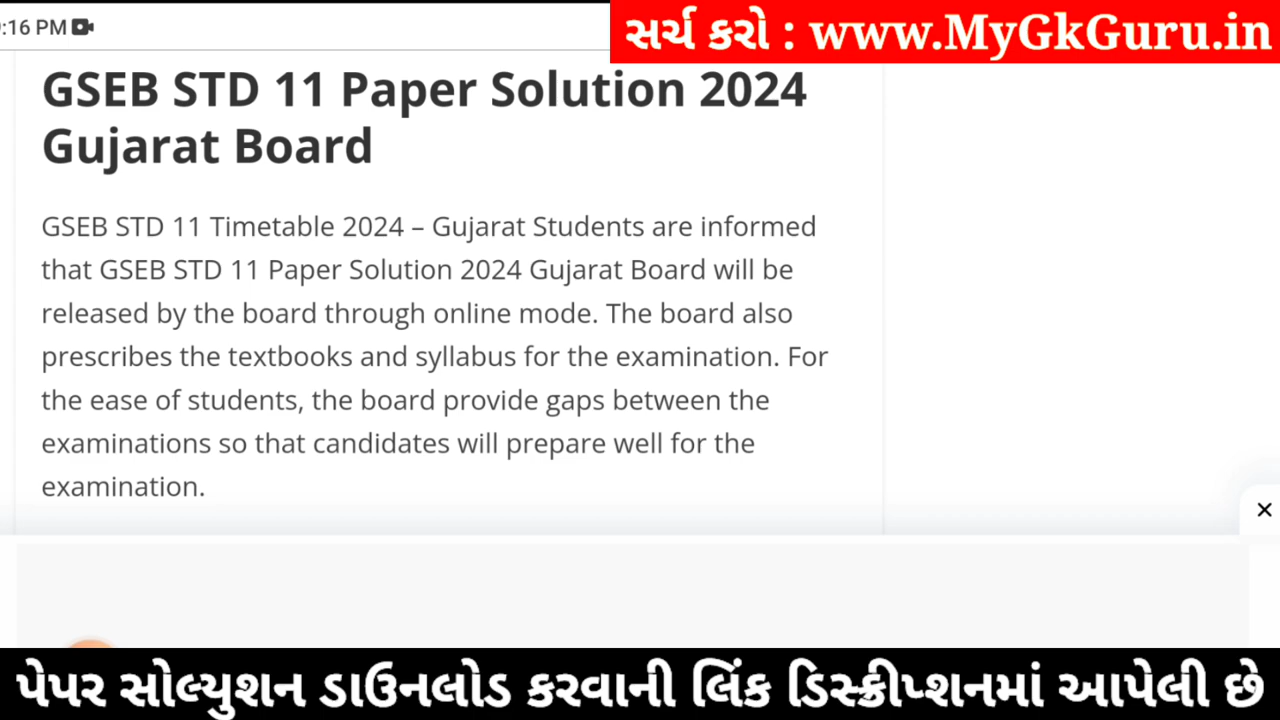 :16 PM
સર્ચ કરો : www.MyGkGuru.in
GSEB STD 11 Paper Solution 2024
Gujarat Board
GSEB STD 11 Timetable 2024 – Gujarat Students are informed
that GSEB STD 11 Paper Solution 2024 Gujarat Board will be
released by the board through online mode. The board also
prescribes the textbooks and syllabus for the examination. For
the ease of students, the board provide gaps between the
examinations so that candidates will prepare well for the
examination.
પેપર સોલ્યુશન ડાઉનલોડ કરવાની લિંક ડિસ્ક્રીપ્શનમાં આપેલી છે